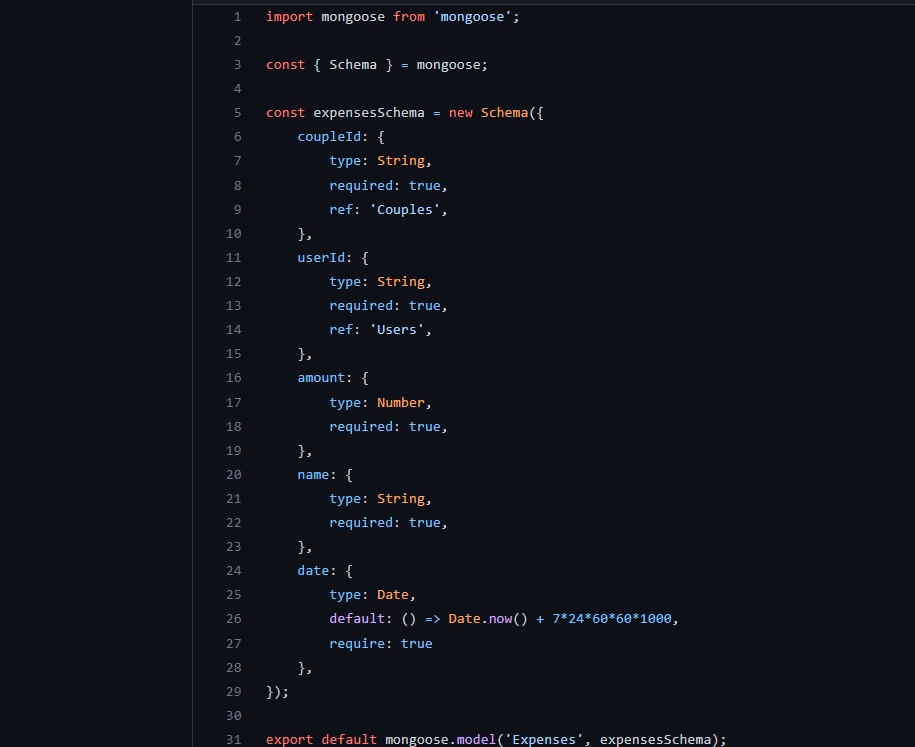 1 import mongoose from 'mongoose';
2
3 const { Schema } = mongoose;
4
5 const expensesSchema = new Schema({
6     coupleId: {
7         type: String,
8         required: true,
9         ref: 'Couples',
10     },
11     userId: {
12         type: String,
13         required: true,
14         ref: 'Users',
15     },
16     amount: {
17         type: Number,
18         required: true,
19     },
20     name: {
21         type: String,
22         required: true,
23     },
24     date: {
25         type: Date,
26         default: () => Date.now() + 7*24*60*60*1000,
27         require: true
28     },
29 });
30
31 export default mongoose.model('Expenses', expensesSchema);